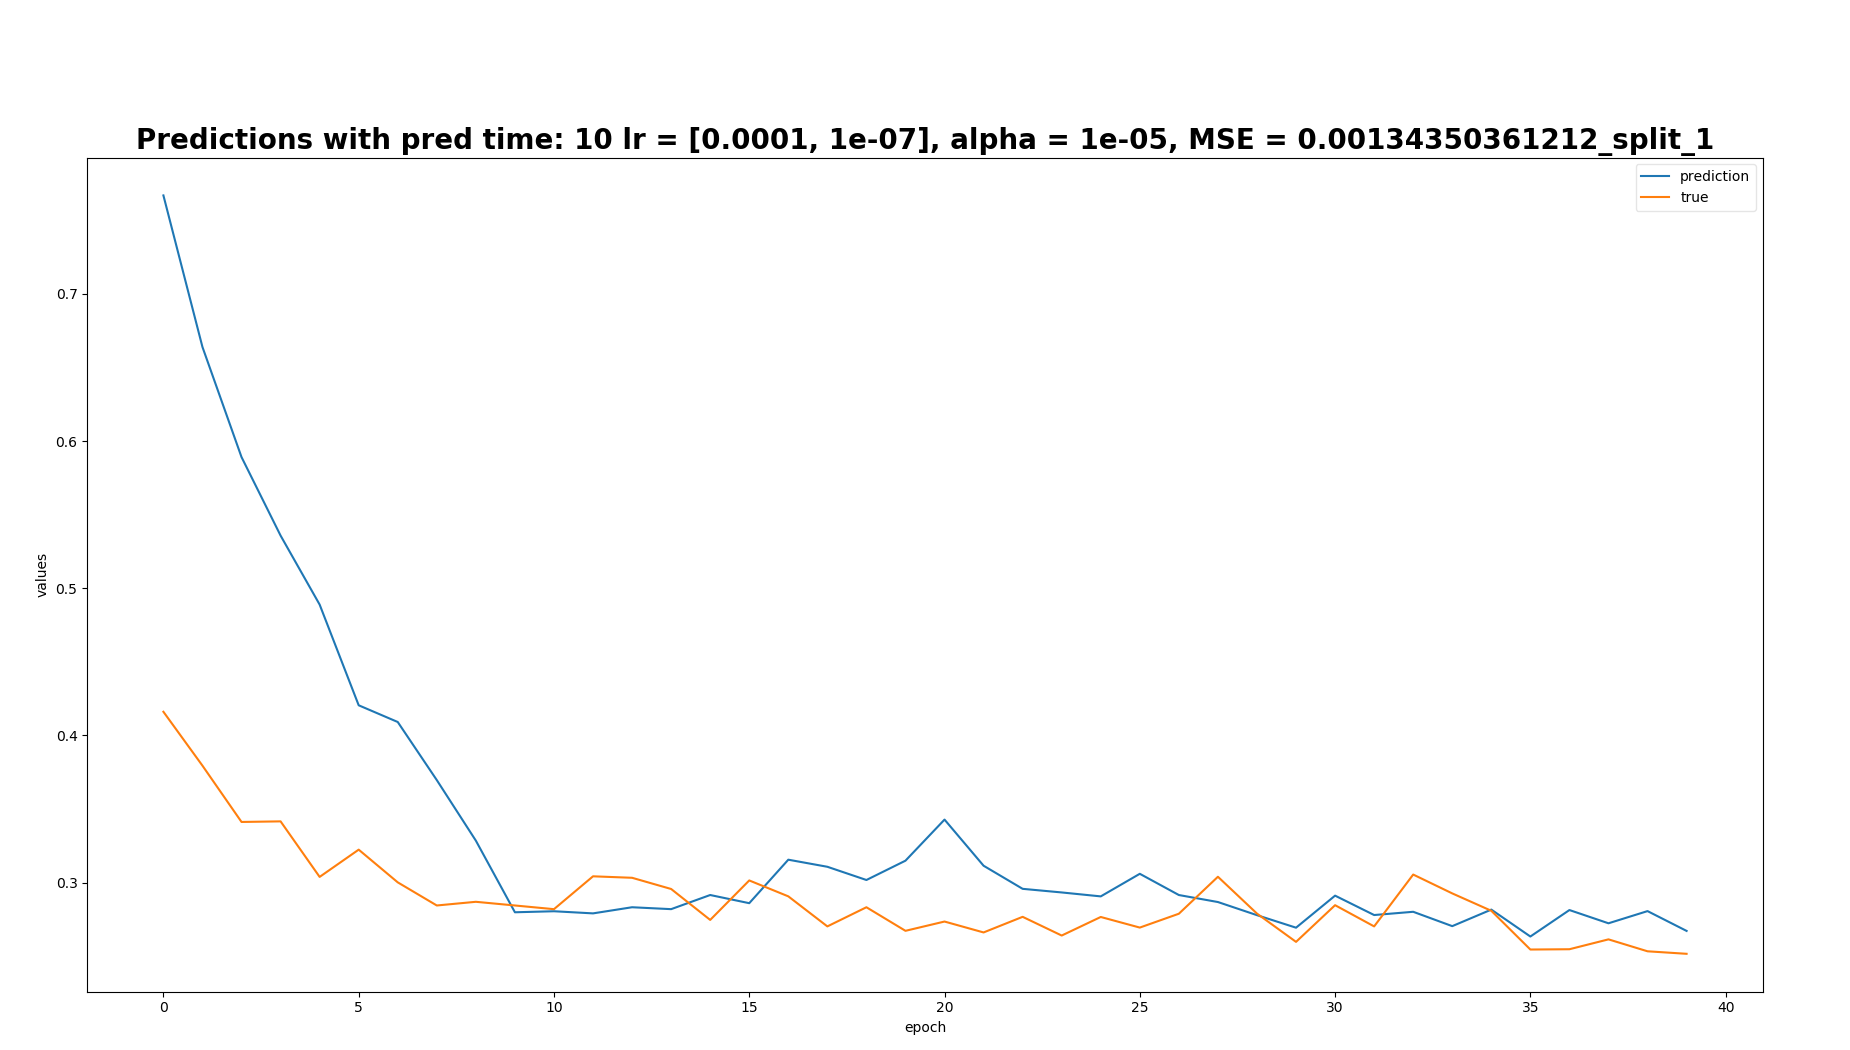 Predictions with pred time: 10 lr = [0.0001, 1e-07], alpha = 1e-05, MSE = 0.00134350361212_split_1
prediction
true
values
0.7
0.6
0.5
0.4
0.3
0 5 10 15 20 25 30 35 40
epoch